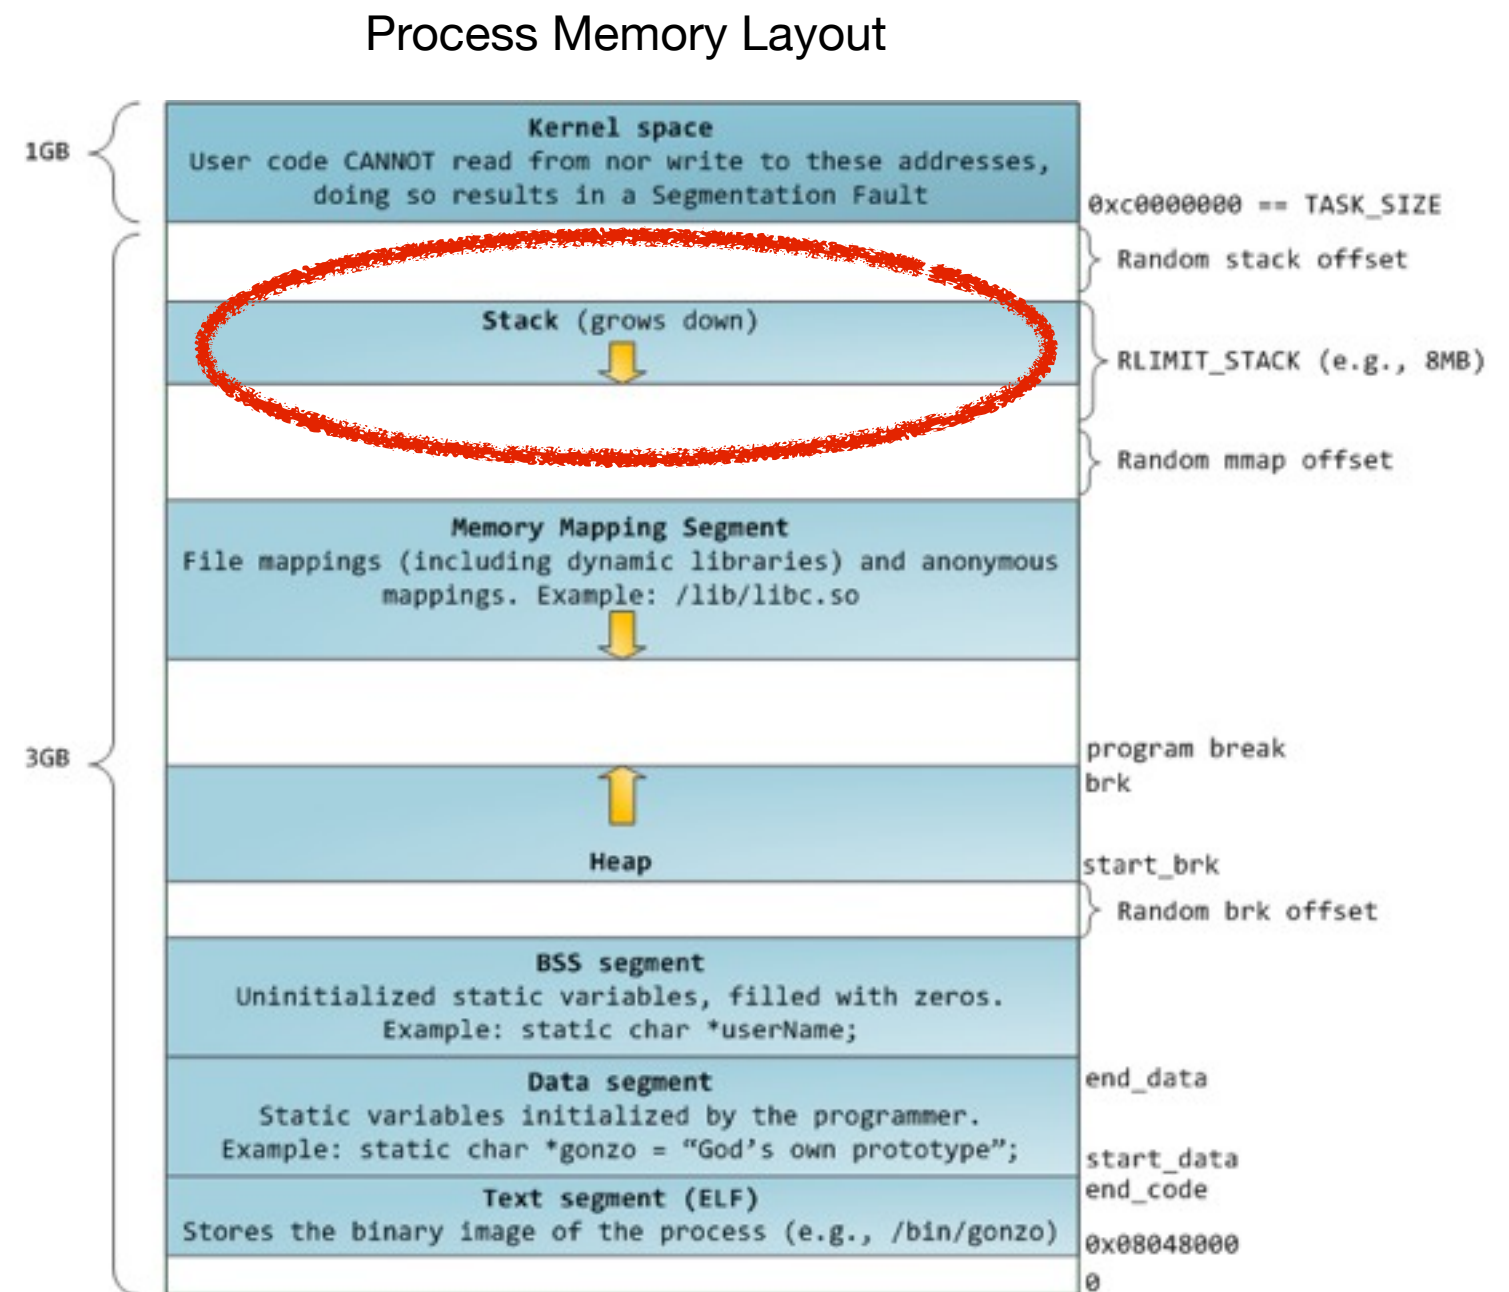 Process Memory Layout
1GB
Kernel space
User code CANNOT read from nor write to these addresses,
doing so results in a Segmentation Fault
0xc0000000 == TASK_SIZE
Random stack offset
Stack (grows down)
RLIMIT_STACK (e.g., 8MB)
Random mmap offset
Memory Mapping Segment
File mappings (including dynamic libraries) and anonymous
mappings. Example: /lib/libc.so
3GB
program break
brk
Heap
start_brk
Random brk offset
BSS segment
Uninitialized static variables, filled with zeros.
Example: static char *userName;
end_data
Data segment
Static variables initialized by the programmer.
Example: static char *gonzo = “God’s own prototype”;
start_data
end_code
Text segment (ELF)
Stores the binary image of the process (e.g., /bin/gonzo)
0x08048000
0